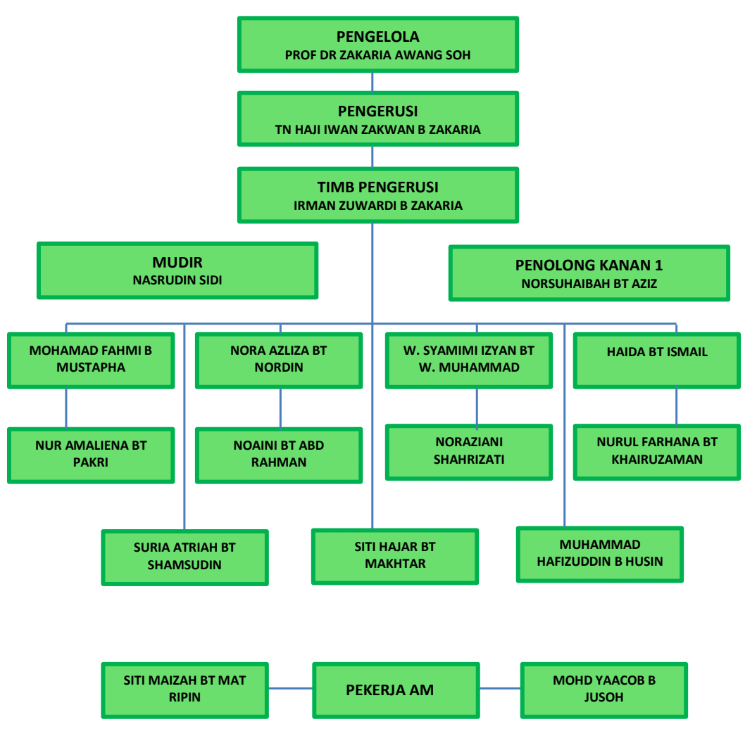 PENGELOLA
PROF DR ZAKARIA AWANG SOH
PENGERUSI
TN HAJI IWAN ZAKWAN B ZAKARIA
TIMB PENGERUSI
IRMAN ZUWARDI B ZAKARIA
MUDIR
NASRUDIN SIDI
PENOLONG KANAN 1
NORSUHAIBAH BT AZIZ
MOHAMAD FAHMI B
MUSTAPHA
NORA AZLIZA BT
NORDIN
W. SYAMIMI IZYAN BT
W. MUHAMMAD
HAIDA BT ISMAIL
NUR AMALIENA BT
PAKRI
NOAINI BT ABD
RAHMAN
NORAZIANI
SHAHRIZATI
NURUL FARHANA BT
KHAIRUZAMAN
SURIA ATRIAH BT
SHAMSUDIN
SITI HAJAR BT
MAKHTAR
MUHAMMAD
HAFIZUDDIN B HUSIN
SITI MAIZAH BT MAT
RIPIN
PEKERJA AM
MOHD YAACOB B
JUSOH